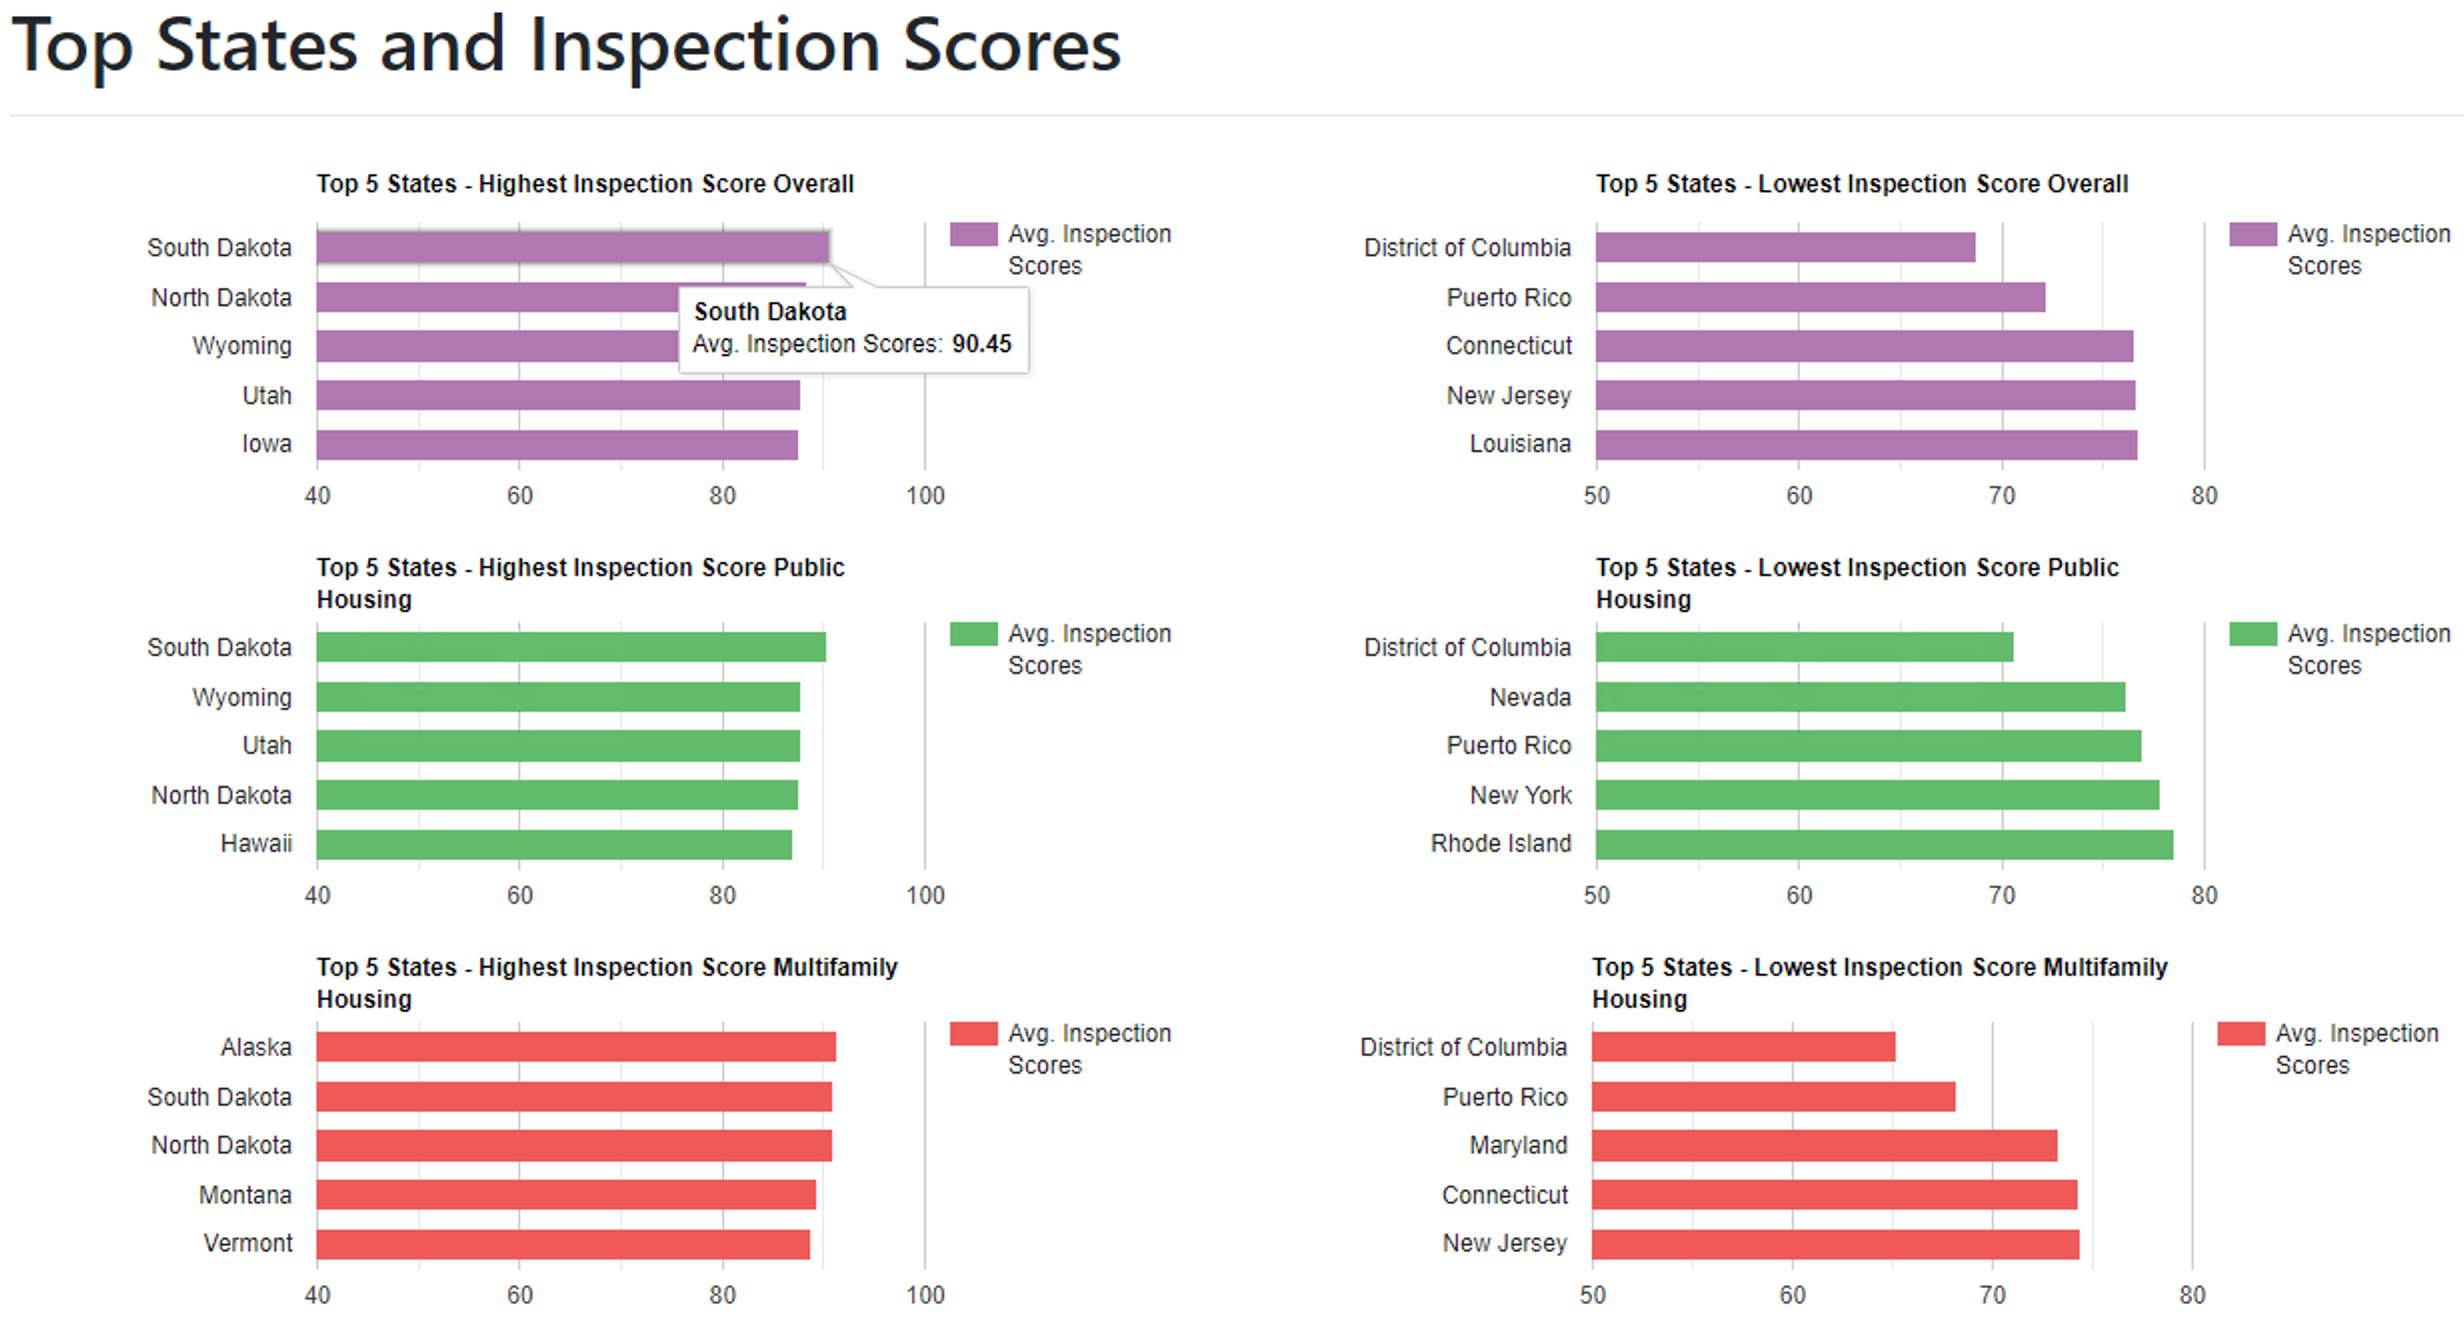 Top States and Inspection Scores
Top 5 States - Highest Inspection Score Overall
South Dakota
North Dakota
Wyoming
Utah
Iowa
40 60 80 100
Avg. Inspection
Scores
South Dakota
Avg. Inspection Scores: 90.45
Top 5 States - Lowest Inspection Score Overall
District of Columbia
Puerto Rico
Connecticut
New Jersey
Louisiana
50 60 70 80
Avg. Inspection
Scores
Top 5 States - Highest Inspection Score Public
Housing
South Dakota
Wyoming
Utah
North Dakota
Hawaii
40 60 80 100
Avg. Inspection
Scores
Top 5 States - Lowest Inspection Score Public
Housing
District of Columbia
Nevada
Puerto Rico
New York
Rhode Island
50 60 70 80
Avg. Inspection
Scores
Top 5 States - Highest Inspection Score Multifamily
Housing
Alaska
South Dakota
North Dakota
Montana
Vermont
40 60 80 100
Avg. Inspection
Scores
Top 5 States - Lowest Inspection Score Multifamily
Housing
District of Columbia
Puerto Rico
Maryland
Connecticut
New Jersey
50 60 70 80
Avg. Inspection
Scores